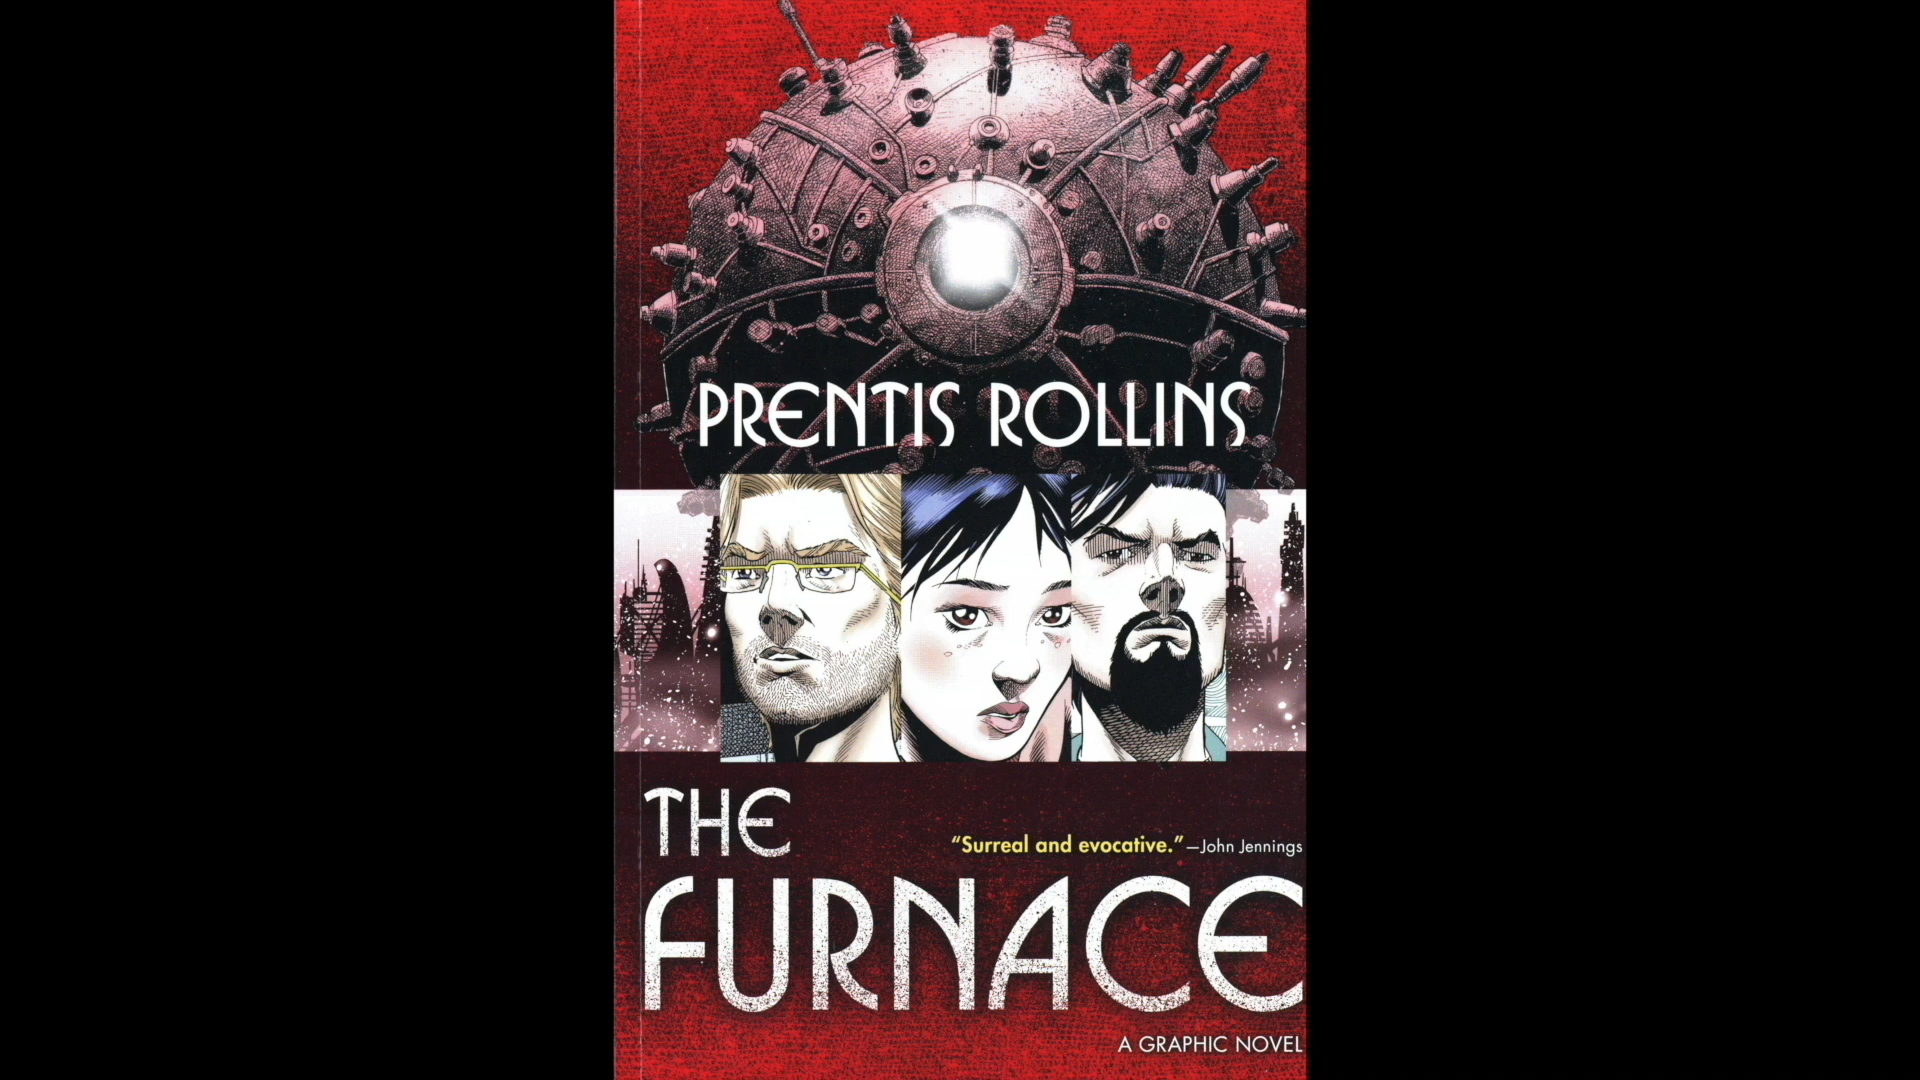 PRENTIS ROLLINS
THE
“Surreal and evocative.”—John Jennings
FURNACE
A GRAPHIC NOVEL